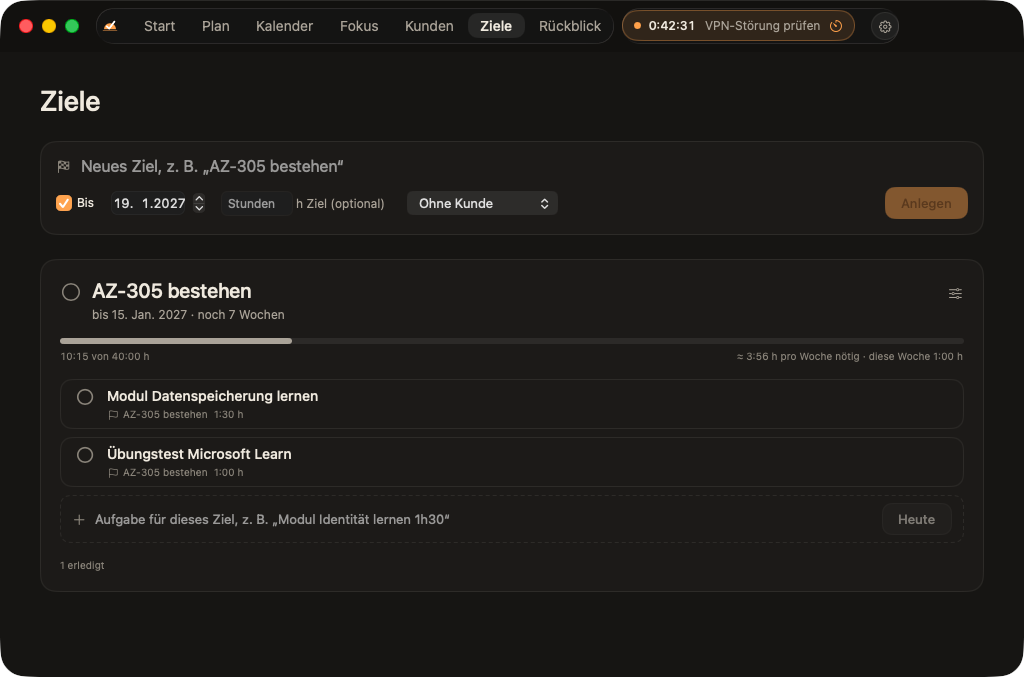 Start Plan Kalender Fokus Kunden Ziele Rückblick 0:42:31 VPN-Störung prüfen
Ziele
Neues Ziel, z. B. „AZ-305 bestehen“
Bis 19. 1.2027 Stunden h Ziel (optional) Ohne Kunde Anlegen
AZ-305 bestehen
bis 15. Jan. 2027 · noch 7 Wochen
10:15 von 40:00 h ≈ 3:56 h pro Woche nötig · diese Woche 1:00 h
Modul Datenspeicherung lernen
AZ-305 bestehen 1:30 h
Übungstest Microsoft Learn
AZ-305 bestehen 1:00 h
Aufgabe für dieses Ziel, z. B. „Modul Identität lernen 1h30“ Heute
1 erledigt